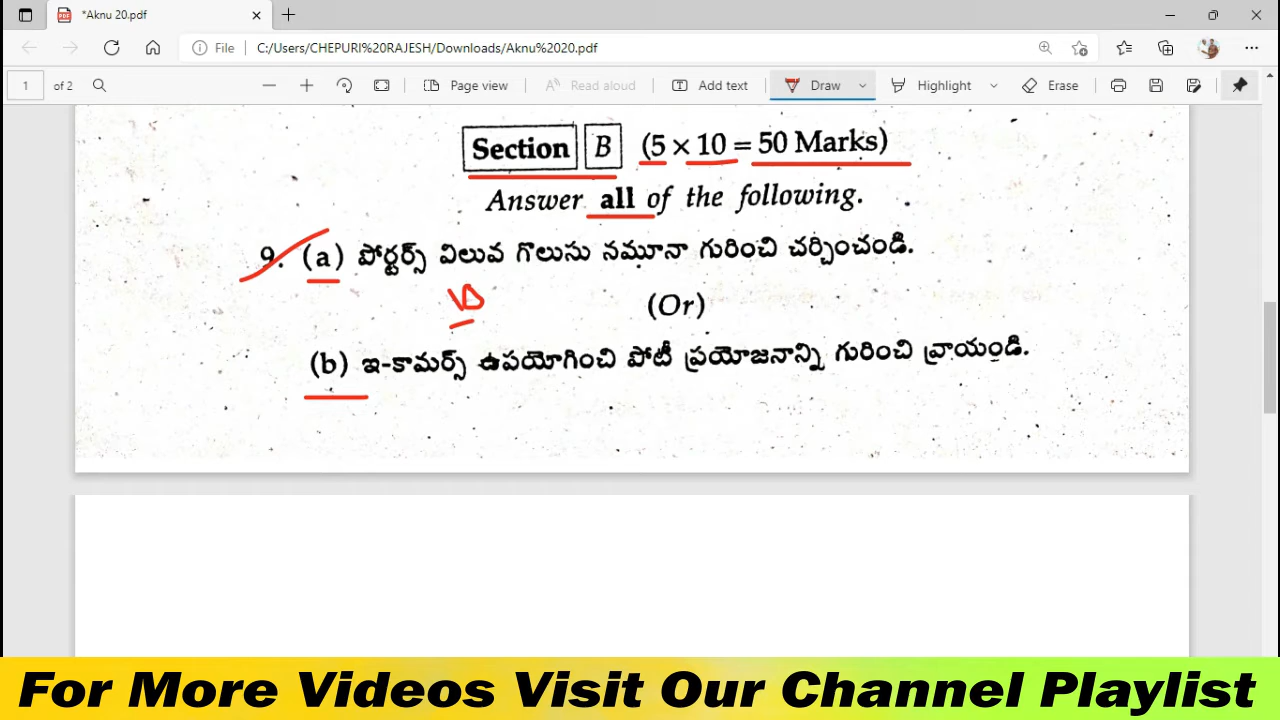 *Aknu 20.pdf
File C:/Users/CHEPURI%20RAJESH/Downloads/Aknu%2020.pdf
1 of 2 Page view Read aloud Add text Draw Highlight Erase
Section B (5 × 10 = 50 Marks)
Answer all of the following.
9. (a) పోర్టర్స్ విలువ గొలుసు నమూనా గురించి చర్చించండి.
10
(Or)
(b) ఇ-కామర్స్ ఉపయోగించి పోటీ ప్రయోజనాన్ని గురించి వ్రాయండి.
For More Videos Visit Our Channel Playlist